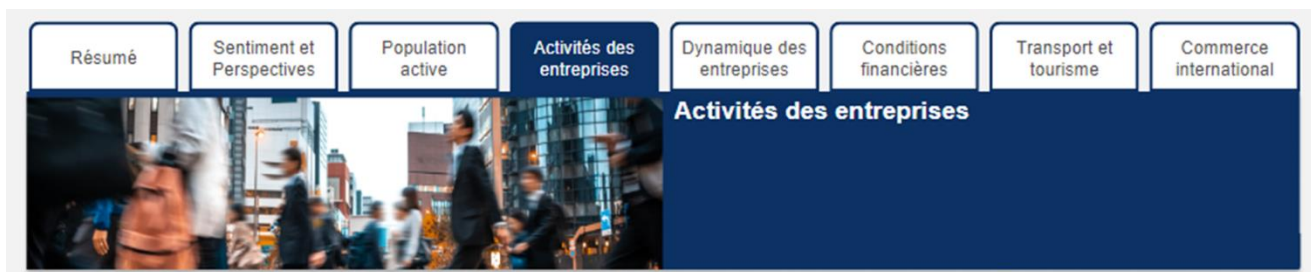 Résumé
Sentiment et
Perspectives
Population
active
Activités des
entreprises
Dynamique des
entreprises
Conditions
financières
Transport et
tourisme
Commerce
international
Activités des entreprises